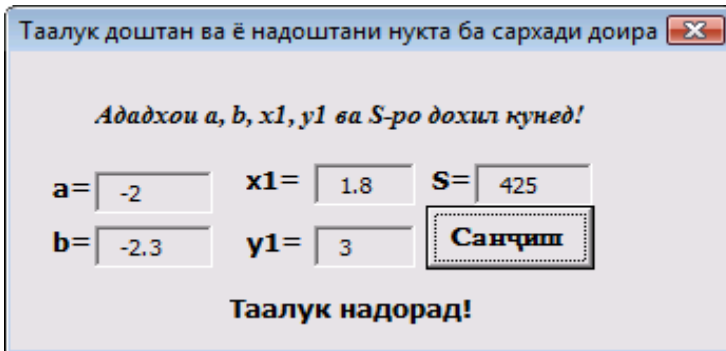 Таалук доштан ва ё надоштани нукта ба сархади доира
Ададхои a, b, x1, y1 ва S-ро дохил кунед!
a= -2 x1= 1.8 S= 425
b= -2.3 y1= 3 Санҷиш
Таалук надорад!